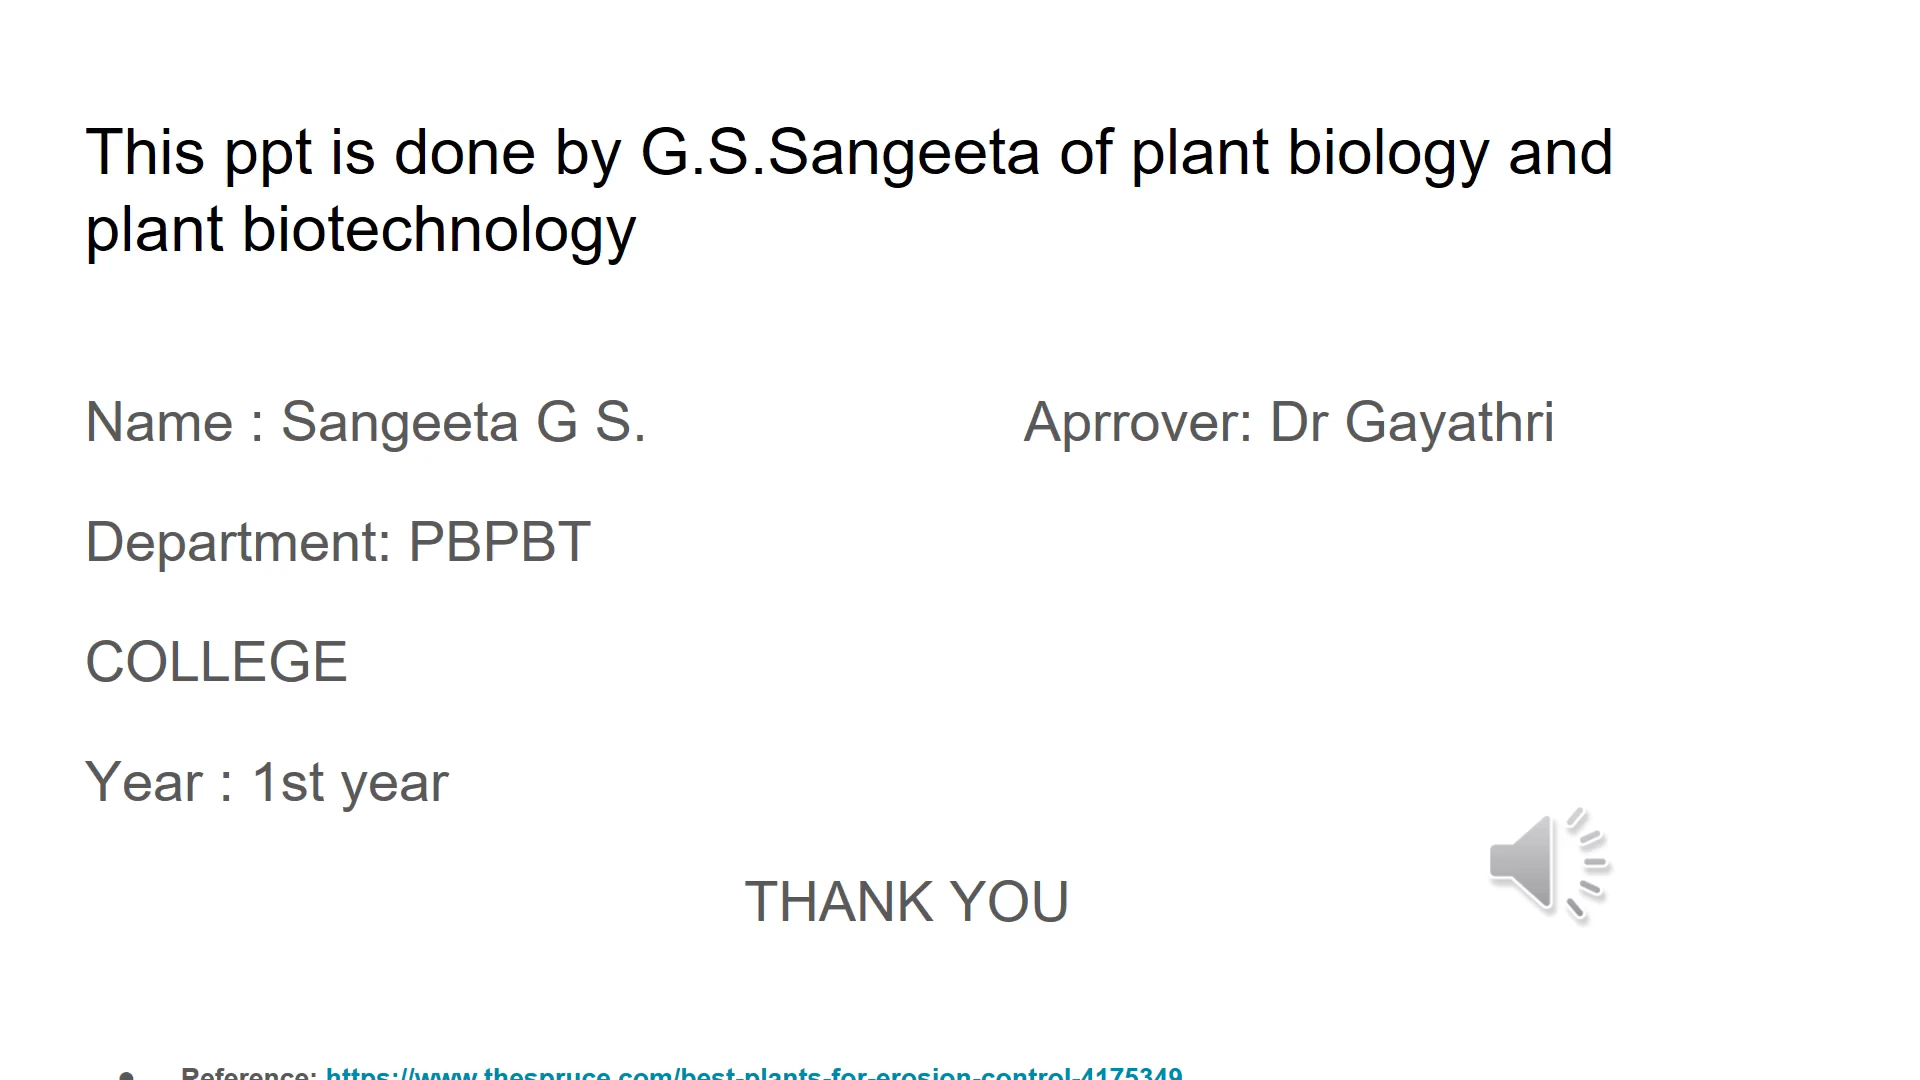 This ppt is done by G.S.Sangeeta of plant biology and
plant biotechnology
Name : Sangeeta G S. Aprrover: Dr Gayathri
Department: PBPBT
COLLEGE
Year : 1st year
THANK YOU
● Reference: https://www.thespruce.com/best-plants-for-erosion-control-4175349